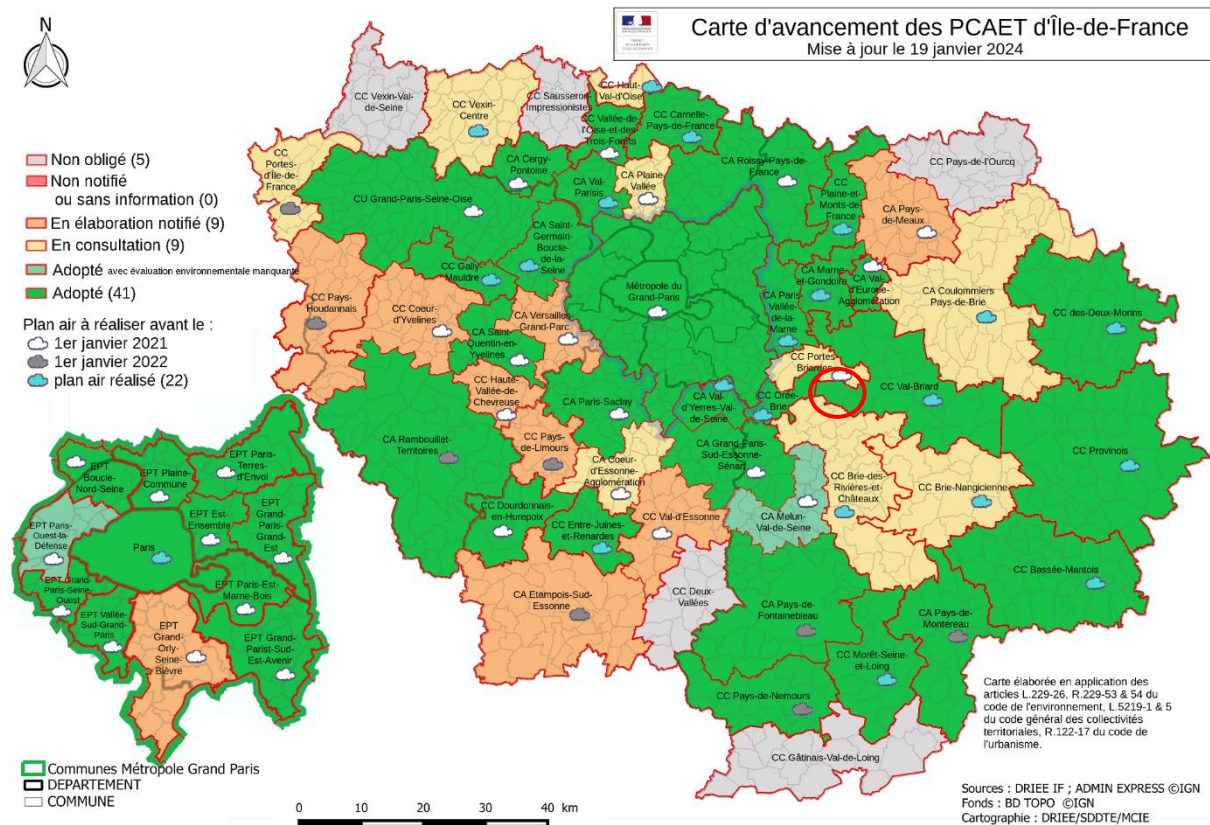 N
Carte d'avancement des PCAET d'Île-de-France
Mise à jour le 19 janvier 2024
Non obligé (5)
Non notifié
ou sans information (0)
En élaboration notifié (9)
En consultation (9)
Adopté avec évaluation environnementale manquante
Adopté (41)
Plan air à réaliser avant le :
1er janvier 2021
1er janvier 2022
plan air réalisé (22)
CC Vexin-Val-
de-Seine
CC Vexin-
Centre
CC Sausseron-
Impressionistes
CC Haut-
Val-d'Oise
CC Vallée-de-
l'Oise-et-des-
Trois-Forets
CC Carnelle-
Pays-de-France
CC
Portes-
d'Île-de-
France
CA Cergy-
Pontoise
CA Val-
Parisis
CA Plaine-
Vallée
CA Roissy-Pays-de-
France
CC
Plaine-et-
Monts-de-
France
CC Pays-de-l'Ourcq
CA Pays-
de-Meaux
CU Grand-Paris-Seine-Oise
CA Saint-
Germain-
Boucle-
de-la-
Seine
CC Gally-
Mauldre
Métropole du
Grand-Paris
CA Marne-
et-Gondoire
CA Val-
d'Europe-
Agglomération
CA Coulommiers
Pays-de-Brie
CC des-Deux-Morins
CC Pays-
Houdannais
CC Coeur-
d'Yvelines
CA Versailles-
Grand-Parc
CA Saint-
Quentin-en-
Yvelines
CA Paris-
Vallée-
de-la-
Marne
CC Portes-
Briardes
CC Val-Briard
CC Haute-
Vallée-de-
Chevreuse
CA Paris-Saclay
CA Val-
d'Yerres-Val-
de-Seine
CC Orée-
Brie
CA Rambouillet-
Territoires
CC Pays-
de-Limours
CA Coeur-
d'Essonne-
Agglomération
CA Grand-Paris-
Sud-Essonne-
Sénart
CC Provinois
CC Brie-des-
Rivières-et-
Châteaux
CC Brie-Nangicienne
CC Dourdonnais-
en-Hurepoix
CC Entre-Juines-
et-Renardes
CC Val-d'Essonne
CA Melun-
Val-de-Seine
CC Bassée-Mantois
CA Etampois-Sud-
Essonne
CC Deux-
Vallées
CA Pays-de-
Fontainebleau
CA Pays-de-
Montereau
CC Morêt-Seine-
et-Loing
CC Pays-de-Nemours
CC Gâtinais-Val-de-Loing
EPT
Boucle-
Nord-Seine
EPT Plaine-
Commune
EPT Paris-
Terres-
d'Envol
EPT Paris-
Ouest-la-
Défense
EPT Est-
Ensemble
EPT
Grand-
Paris-
Grand-
Est
Paris
EPT Grand-
Paris-Seine-
Ouest
EPT Paris-Est-
Marne-Bois
EPT Vallée-
Sud-Grand-
Paris
EPT
Grand-
Orly-
Seine-
Bièvre
EPT Grand-
Parist-Sud-
Est-Avenir
Carte élaborée en application des
articles L.229-26, R.229-53 & 54 du
code de l'environnement, L.5219-1 & 5
du code général des collectivités
territoriales, R.122-17 du code de
l'urbanisme.
Communes Métropole Grand Paris
DEPARTEMENT
COMMUNE
0 10 20 30 40 km
Sources : DRIEE IF ; ADMIN EXPRESS ©IGN
Fonds : BD TOPO ©IGN
Cartographie : DRIEE/SDDTE/MCIE